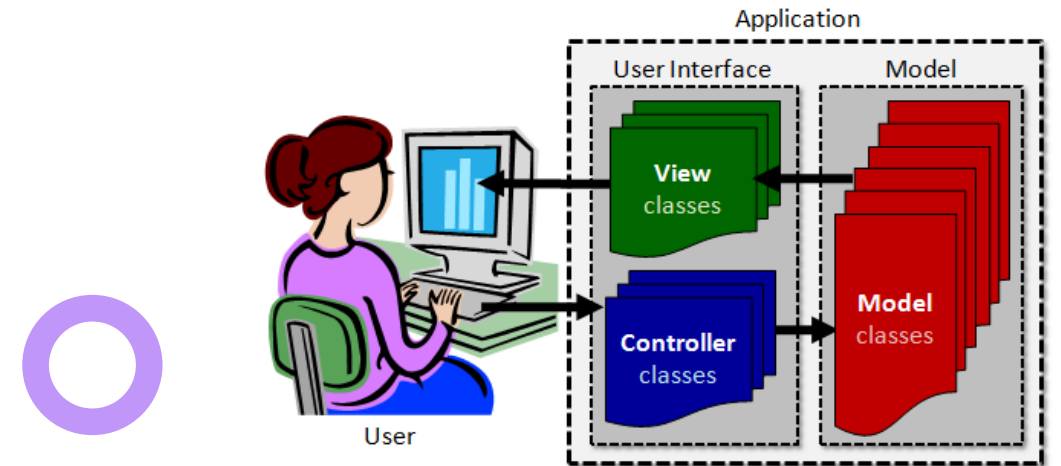 Application
User Interface
Model
View
classes
Controller
classes
Model
classes
User